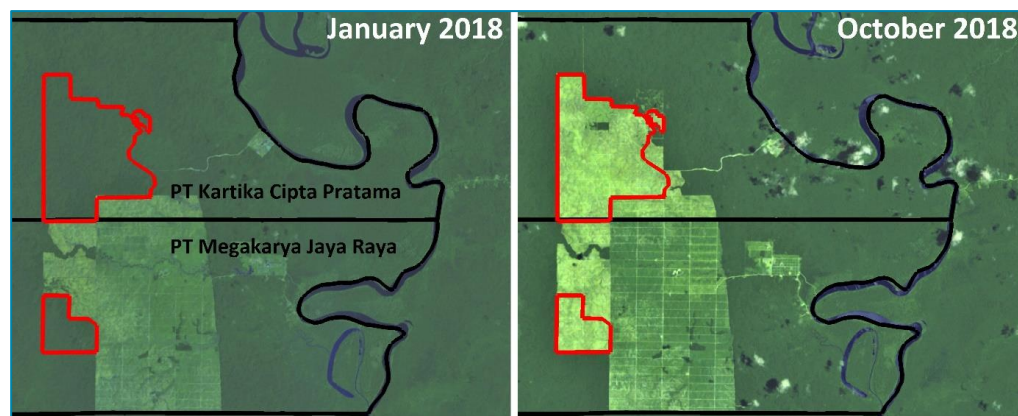 January 2018
PT Kartika Cipta Pratama
PT Megakarya Jaya Raya
October 2018